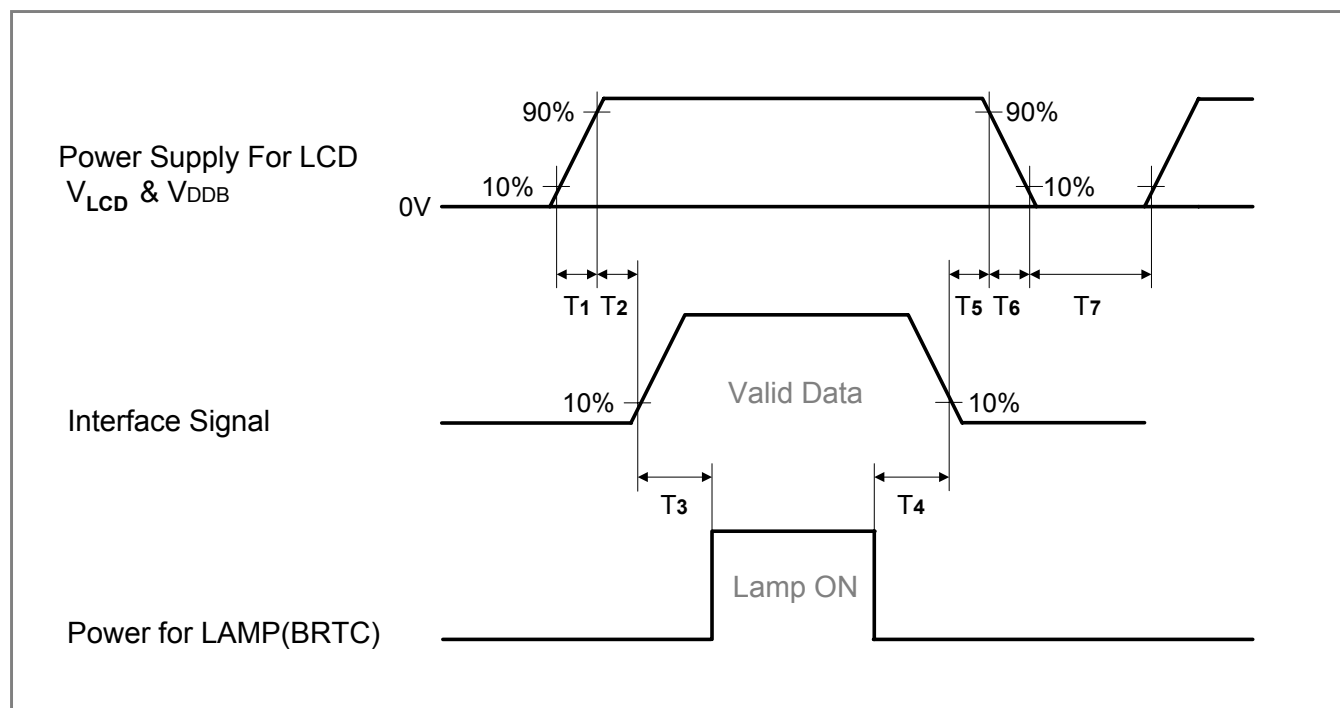 90%
90%
Power Supply For LCD
VLCD & VDDB
10%
10%
0V
T1 T2
T5 T6
T7
Valid Data
10%
10%
Interface Signal
T3
T4
Lamp ON
Power for LAMP(BRTC)